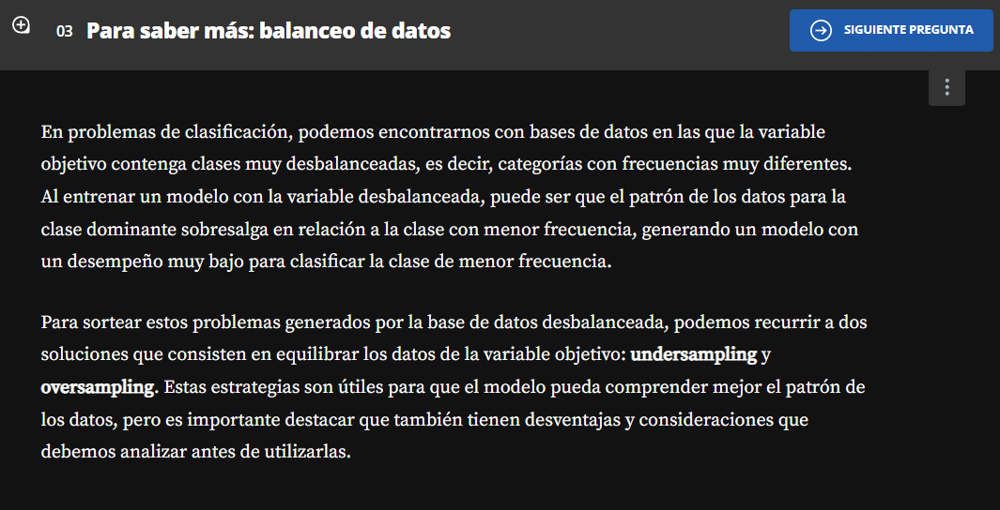 03 Para saber más: balanceo de datos
SIGUIENTE PREGUNTA
En problemas de clasificación, podemos encontrarnos con bases de datos en las que la variable
objetivo contenga clases muy desbalanceadas, es decir, categorías con frecuencias muy diferentes.
Al entrenar un modelo con la variable desbalanceada, puede ser que el patrón de los datos para la
clase dominante sobresalga en relación a la clase con menor frecuencia, generando un modelo con
un desempeño muy bajo para clasificar la clase de menor frecuencia.
Para sortear estos problemas generados por la base de datos desbalanceada, podemos recurrir a dos
soluciones que consisten en equilibrar los datos de la variable objetivo: undersampling y
oversampling. Estas estrategias son útiles para que el modelo pueda comprender mejor el patrón de
los datos, pero es importante destacar que también tienen desventajas y consideraciones que
debemos analizar antes de utilizarlas.